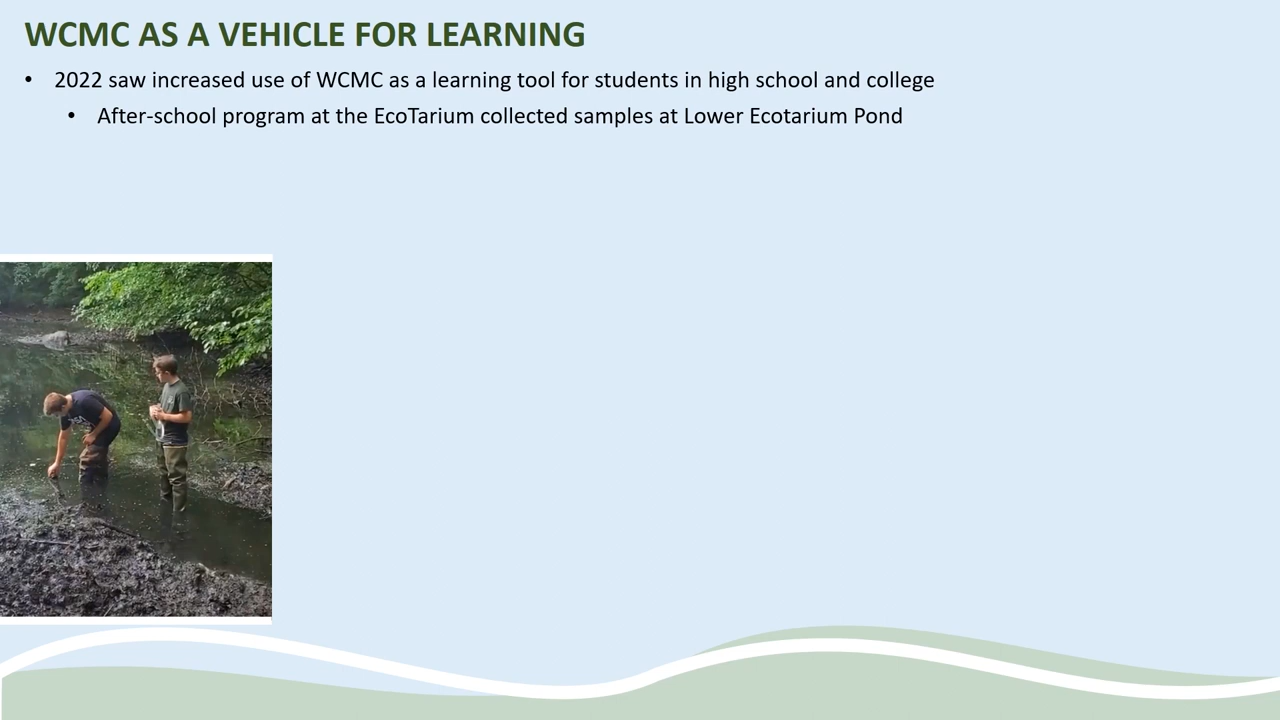 WCMC AS A VEHICLE FOR LEARNING
• 2022 saw increased use of WCMC as a learning tool for students in high school and college
• After-school program at the EcoTarium collected samples at Lower Ecotarium Pond